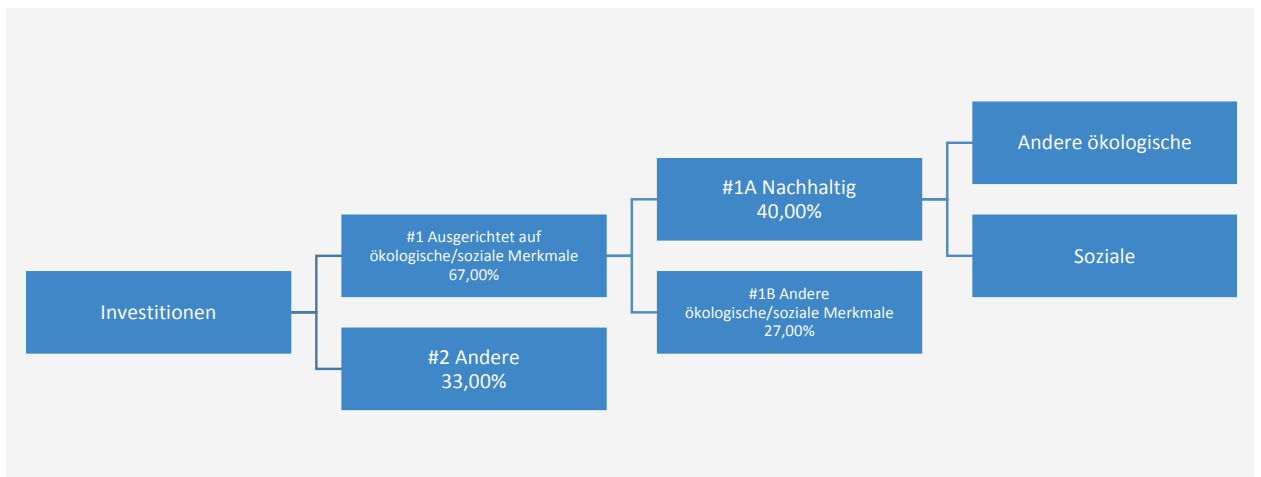 Investitionen
#1 Ausgerichtet auf
ökologische/soziale Merkmale
67,00%
#2 Andere
33,00%
#1A Nachhaltig
40,00%
#1B Andere
ökologische/soziale Merkmale
27,00%
Andere ökologische
Soziale